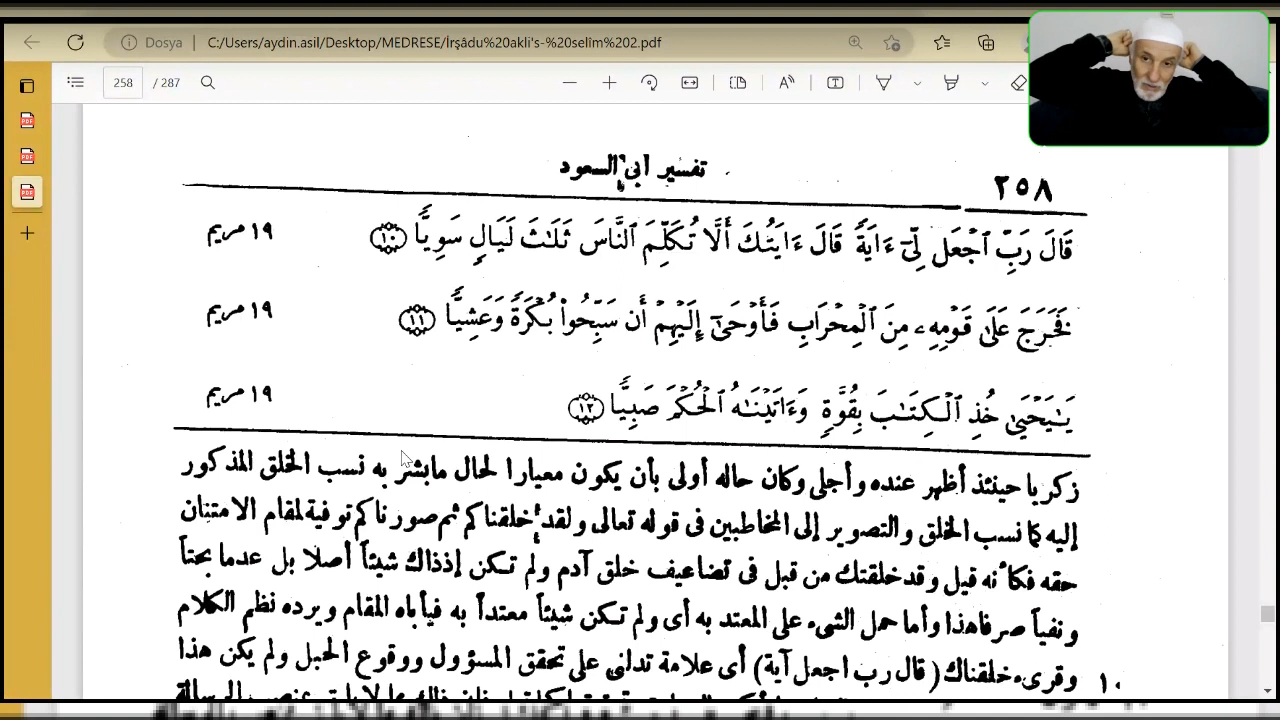 Dosya C:/Users/aydin.asil/Desktop/MEDRESE/İrşâdu%20akli's-%20selîm%202.pdf
258 / 287
٢٥٨ تفسير أبي السعود
قَالَ رَبِّ ٱجْعَل لِّىٓ ءَايَةً قَالَ ءَايَتُكَ أَلَّا تُكَلِّمَ ٱلنَّاسَ ثَلَٰثَ لَيَالٍ سَوِيًّا ١٠ ١٩ مريم
فَخَرَجَ عَلَىٰ قَوْمِهِۦ مِنَ ٱلْمِحْرَابِ فَأَوْحَىٰٓ إِلَيْهِمْ أَن سَبِّحُوا۟ بُكْرَةً وَعَشِيًّا ١١ ١٩ مريم
يَٰيَحْيَىٰ خُذِ ٱلْكِتَٰبَ بِقُوَّةٍ وَءَاتَيْنَٰهُ ٱلْحُكْمَ صَبِيًّا ١٢ ١٩ مريم
زكريا حينئذ أظهر عنده وأجلى وكان حاله أولى بأن يكون معيارا لحال مابشر به نسب الخلق المذكور
إليه كما نسب الخلق والتصوير إلى المخاطبين فى قوله تعالى ولقد خلقناكم ثم صورناكم توفية لمقام الامتنان
حقه فكأنه قيل وقد خلقتك من قبل فى تضاعيف خلق آدم ولم تكن إذذاك شيئاً أصلا بل عدما بحتاً
ونفياً صرفاهذا وأما حمل الشىء على المعتد به أى ولم تكن شيئاً معتداً به فيأباه المقام ويرده نظم الكلام
١٠ وقرىء خلقناك (قال رب اجعل لى آية) أى علامة تدلنى على تحقق المسؤول ووقوع الحبل ولم يكن هذا